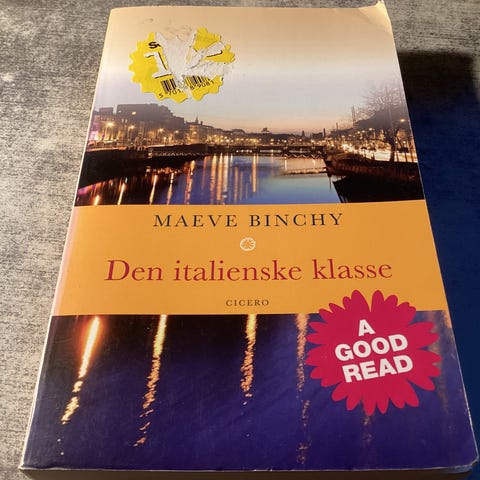 MAEVE BINCHY
Den italienske klasse
CICERO
A
GOOD
READ